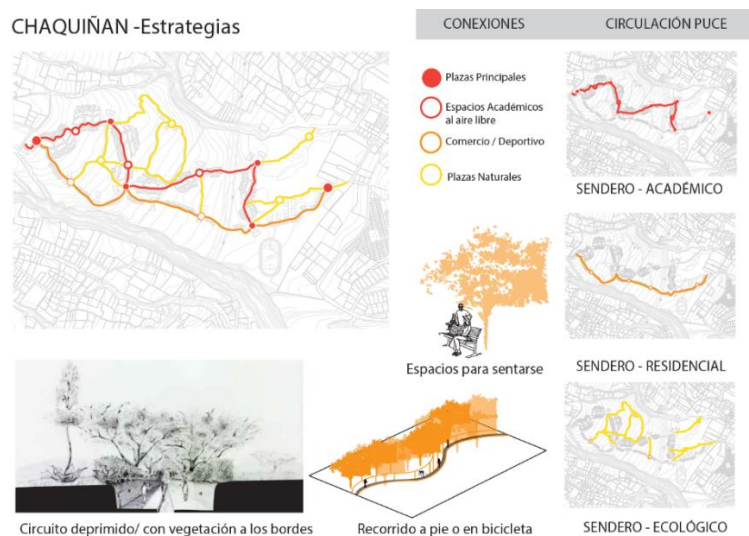 CHAQUIÑAN -Estrategias
CONEXIONES
CIRCULACIÓN PUCE
Plazas Principales
Espacios Académicos
al aire libre
Comercio / Deportivo
Plazas Naturales
SENDERO - ACADÉMICO
Espacios para sentarse
SENDERO - RESIDENCIAL
Circuito deprimido/ con vegetación a los bordes
Recorrido a pie o en bicicleta
SENDERO - ECOLÓGICO